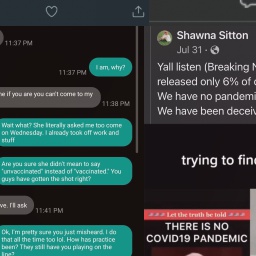 11:37 PM
I am, why?
11:37 PM
me if you are you can't come to my
11:38 PM
Wait what? She literally asked me too come
on Wednesday. I already took off work and
stuff
Are you sure she didn't mean to say
"unvaccinated" instead of "vaccinated." You
guys have gotten the shot right?
ve. I'll ask
11:41 PM
Ok, I'm pretty sure you just misheard. I do
that all the time too lol. How has practice
been? They still have you playing on the
line?
Shawna Sitton
Jul 31 ·
Yall listen (Breaking N
released only 6% of d
We have no pandemi
We have been deceiv
trying to find
Let the truth be told
THERE IS NO
COVID19 PANDEMIC